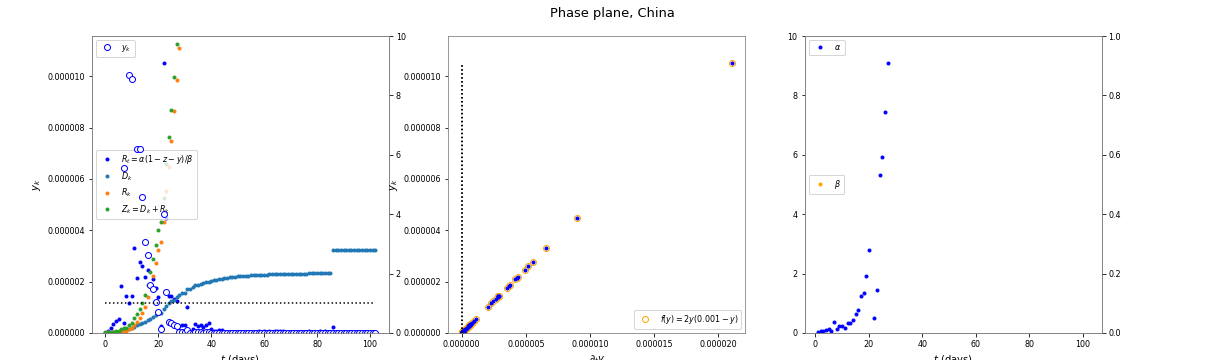 Phase plane, China
y_k
0.000010
0.000008
0.000006
0.000004
0.000002
0.000000
y_k
R_t = α(1 − z − y)/β
D_k
R_k
Z_k = D_k + R_k
0 20 40 60 80 100
t (days)
10
8
6
4
2
0
y_k
0.000010
0.000008
0.000006
0.000004
0.000002
0.000000
f(y) = 2y(0.001 − y)
0.000000 0.000005 0.000010 0.000015 0.000020
∂_t y
10
8
6
4
2
0
α
β
0 20 40 60 80 100
t (days)
1.0
0.8
0.6
0.4
0.2
0.0